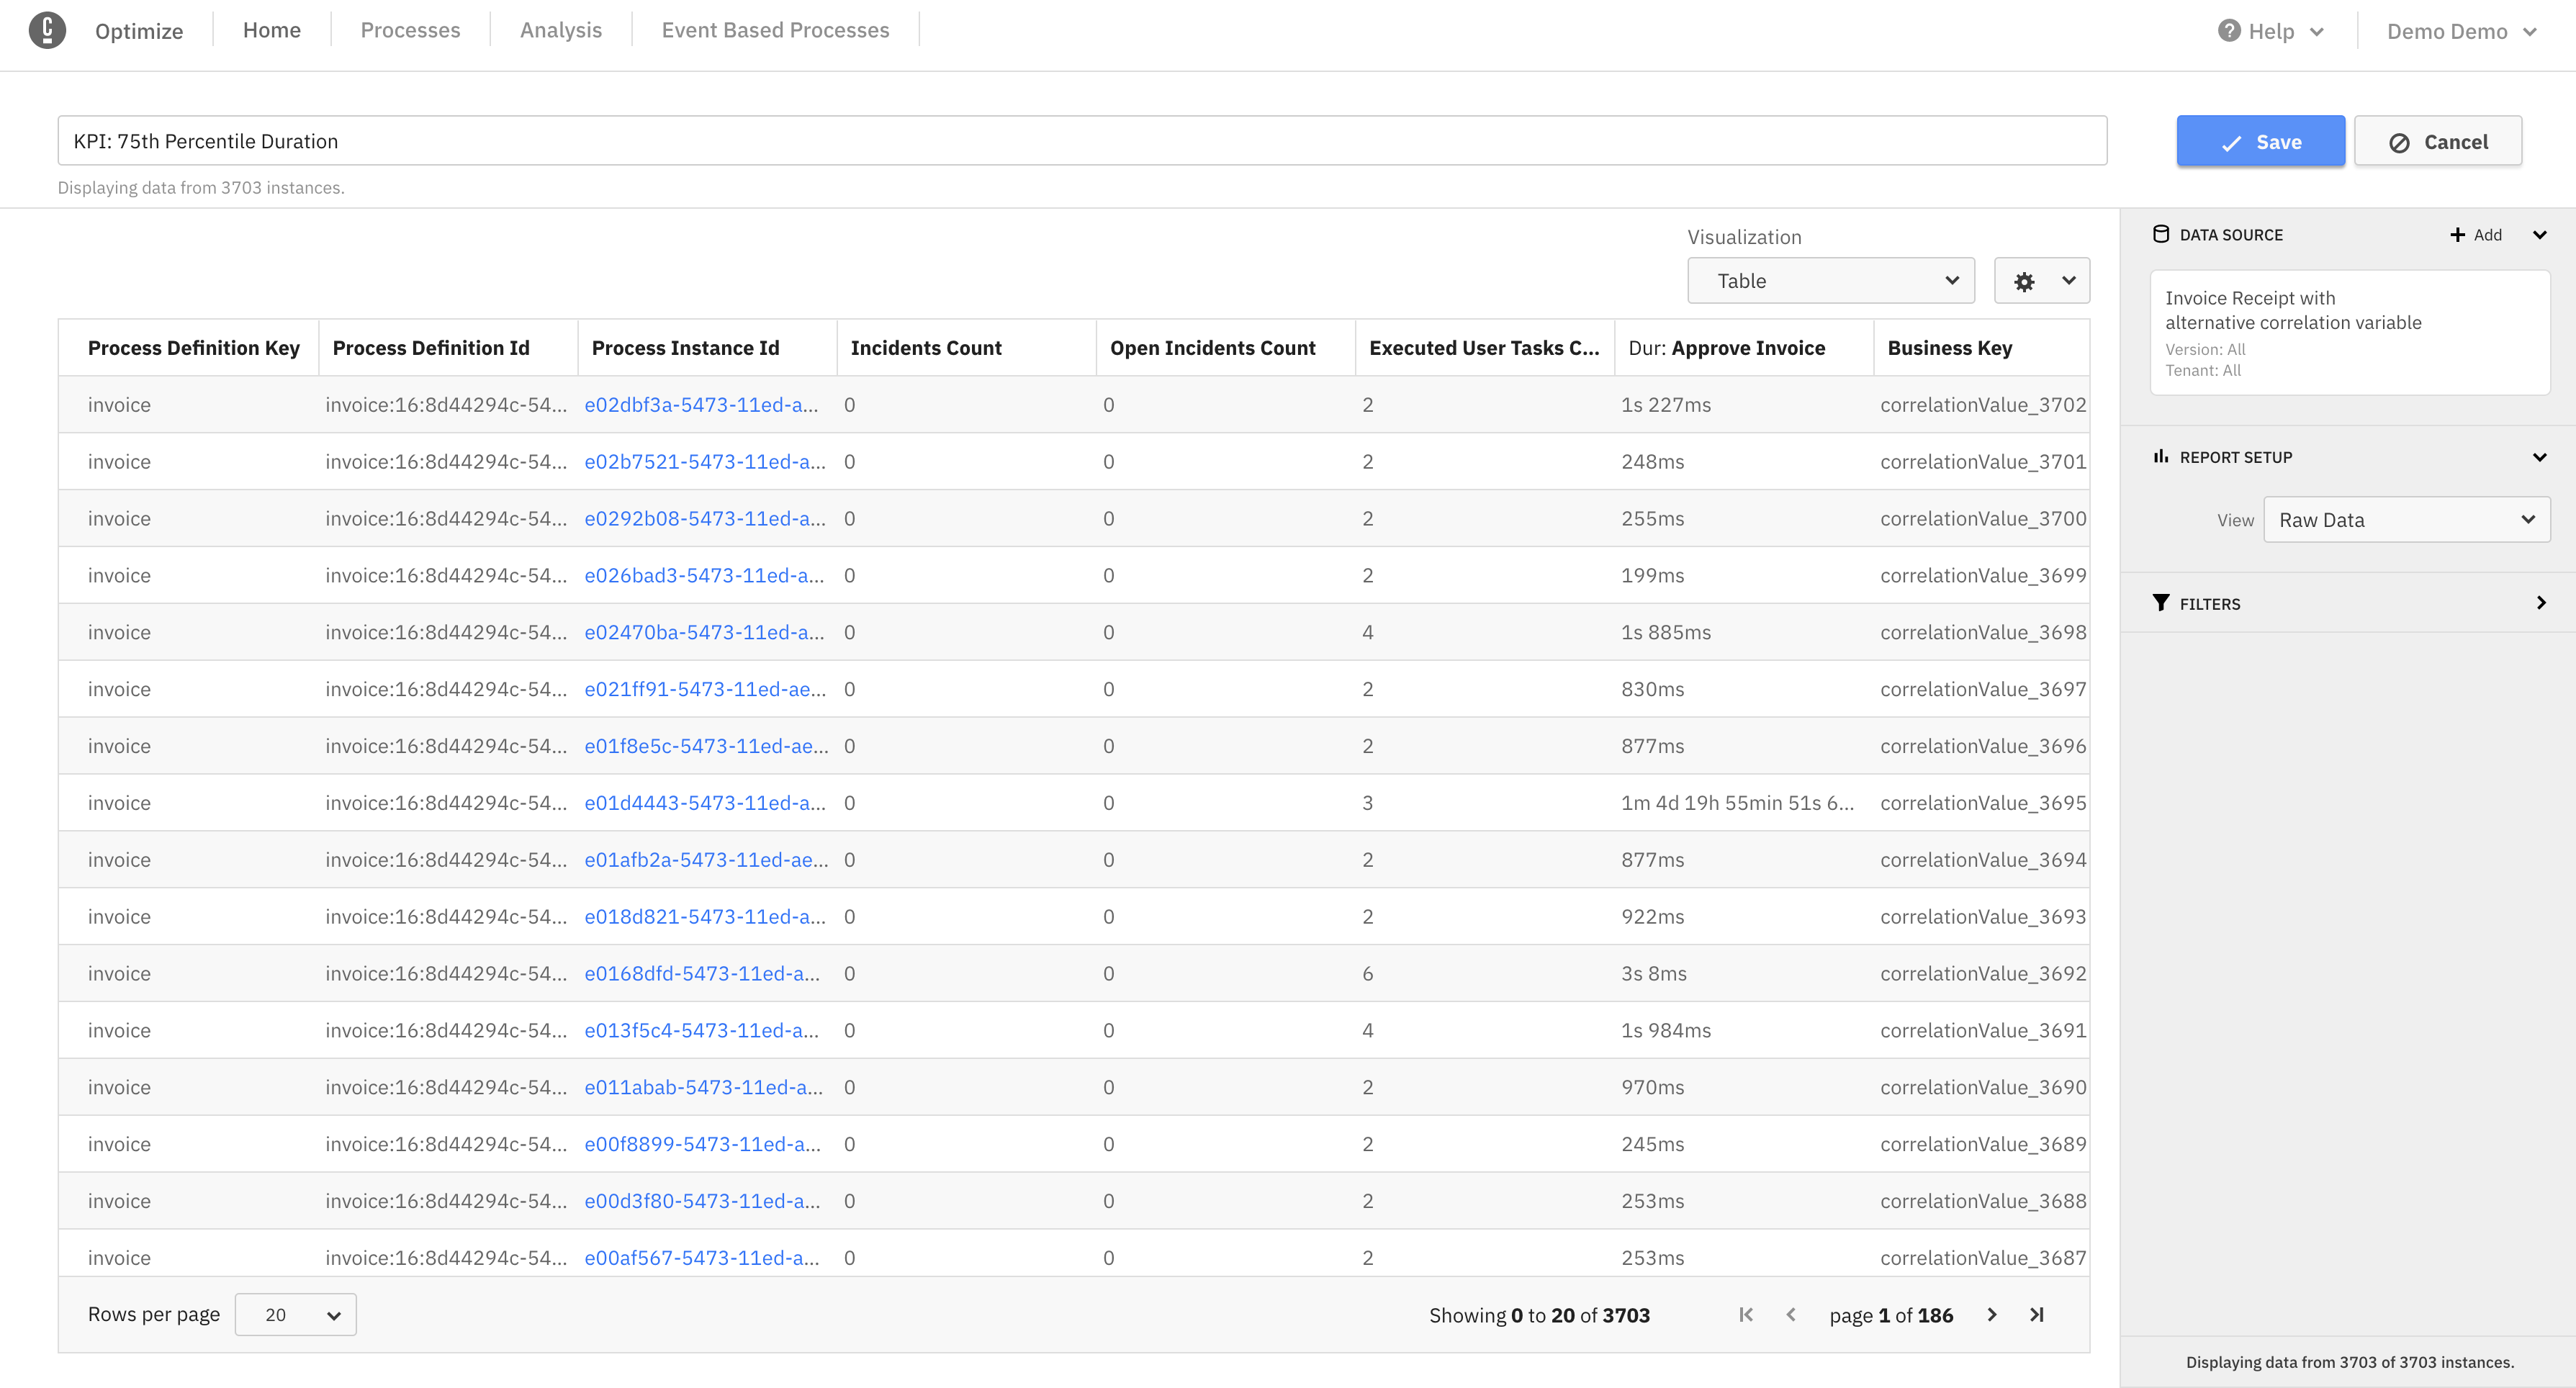 Optimize Home Processes Analysis Event Based Processes Help Demo Demo
KPI: 75th Percentile Duration
Save Cancel
Displaying data from 3703 instances.
Visualization
Table
Process Definition Key Process Definition Id Process Instance Id Incidents Count Open Incidents Count Executed User Tasks C... Dur: Approve Invoice Business Key
invoice invoice:16:8d44294c-54... e02dbf3a-5473-11ed-a... 0 0 2 1s 227ms correlationValue_3702
invoice invoice:16:8d44294c-54... e02b7521-5473-11ed-a... 0 0 2 248ms correlationValue_3701
invoice invoice:16:8d44294c-54... e0292b08-5473-11ed-a... 0 0 2 255ms correlationValue_3700
invoice invoice:16:8d44294c-54... e026bad3-5473-11ed-a... 0 0 2 199ms correlationValue_3699
invoice invoice:16:8d44294c-54... e02470ba-5473-11ed-a... 0 0 4 1s 885ms correlationValue_3698
invoice invoice:16:8d44294c-54... e021ff91-5473-11ed-ae... 0 0 2 830ms correlationValue_3697
invoice invoice:16:8d44294c-54... e01f8e5c-5473-11ed-ae... 0 0 2 877ms correlationValue_3696
invoice invoice:16:8d44294c-54... e01d4443-5473-11ed-a... 0 0 3 1m 4d 19h 55min 51s 6... correlationValue_3695
invoice invoice:16:8d44294c-54... e01afb2a-5473-11ed-ae... 0 0 2 877ms correlationValue_3694
invoice invoice:16:8d44294c-54... e018d821-5473-11ed-a... 0 0 2 922ms correlationValue_3693
invoice invoice:16:8d44294c-54... e0168dfd-5473-11ed-a... 0 0 6 3s 8ms correlationValue_3692
invoice invoice:16:8d44294c-54... e013f5c4-5473-11ed-a... 0 0 4 1s 984ms correlationValue_3691
invoice invoice:16:8d44294c-54... e011abab-5473-11ed-a... 0 0 2 970ms correlationValue_3690
invoice invoice:16:8d44294c-54... e00f8899-5473-11ed-a... 0 0 2 245ms correlationValue_3689
invoice invoice:16:8d44294c-54... e00d3f80-5473-11ed-a... 0 0 2 253ms correlationValue_3688
invoice invoice:16:8d44294c-54... e00af567-5473-11ed-a... 0 0 2 253ms correlationValue_3687
Rows per page 20 Showing 0 to 20 of 3703 page 1 of 186
DATA SOURCE Add
Invoice Receipt with
alternative correlation variable
Version: All
Tenant: All
REPORT SETUP
View Raw Data
FILTERS
Displaying data from 3703 of 3703 instances.